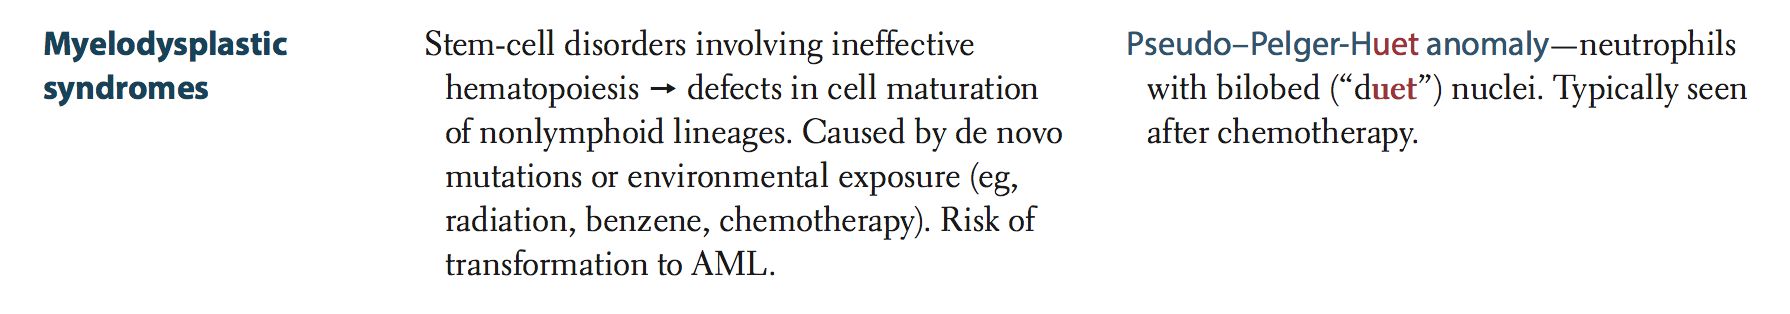 Myelodysplastic
syndromes
Stem-cell disorders involving ineffective
hematopoiesis → defects in cell maturation
of nonlymphoid lineages. Caused by de novo
mutations or environmental exposure (eg,
radiation, benzene, chemotherapy). Risk of
transformation to AML.
Pseudo–Pelger-Huet anomaly—neutrophils
with bilobed (“duet”) nuclei. Typically seen
after chemotherapy.